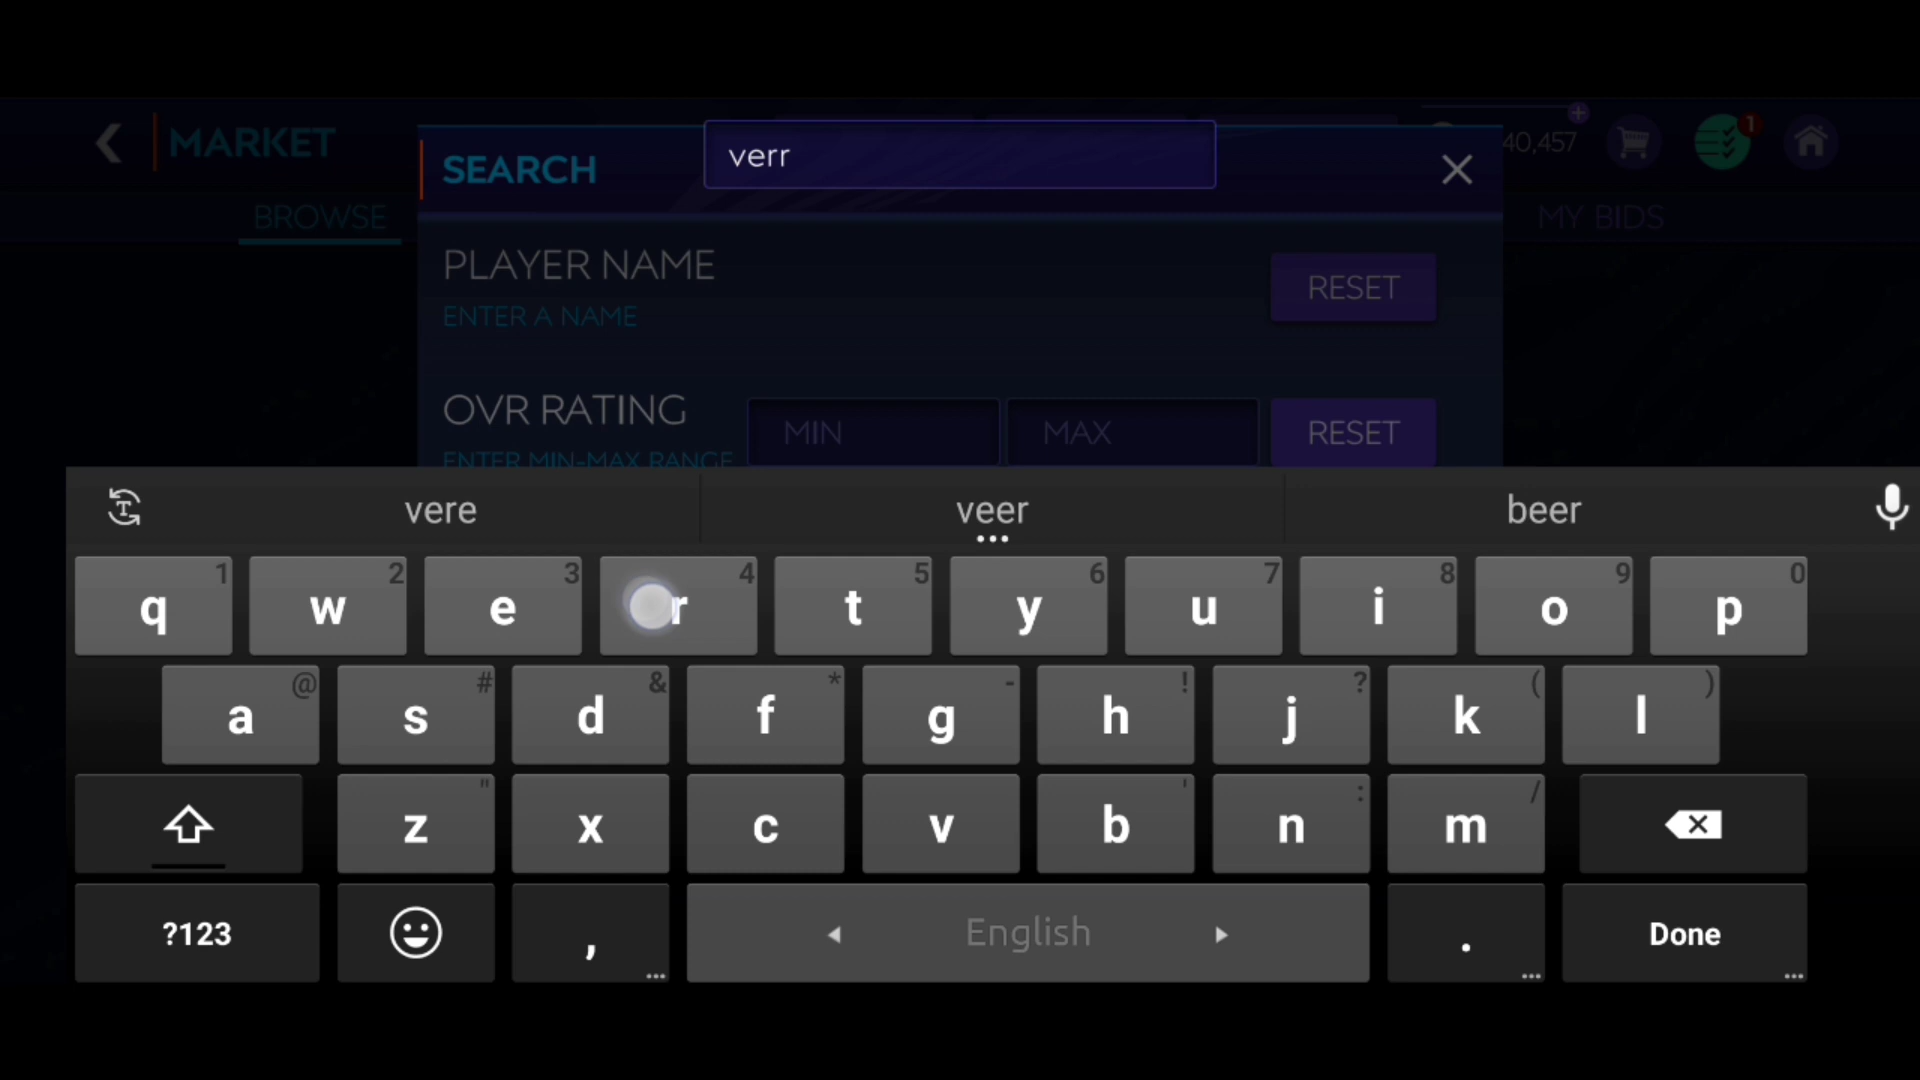 MARKET
SEARCH
verr
40,457
1
BROWSE
MY BIDS
PLAYER NAME
RESET
ENTER A NAME
OVR RATING
MIN
MAX
RESET
ENTER MIN-MAX RANGE
vere
veer
beer
q 1 w 2 e 3 r 4 t 5 y 6 u 7 i 8 o 9 p 0
a @ s # d & f * g - h ! j ? k ( l )
z " x c v b ' n : m /
?123
,
English
.
Done